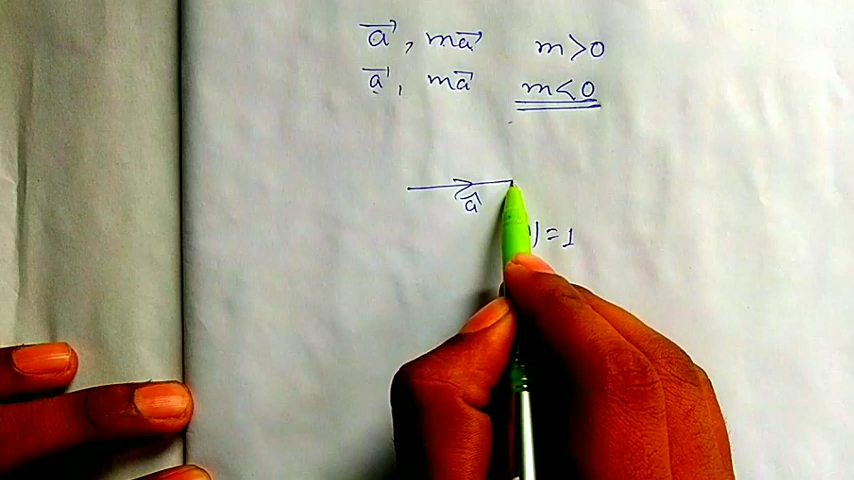 a⃗, ma⃗ m>0
a⃗, ma⃗ m<0
â
)=1